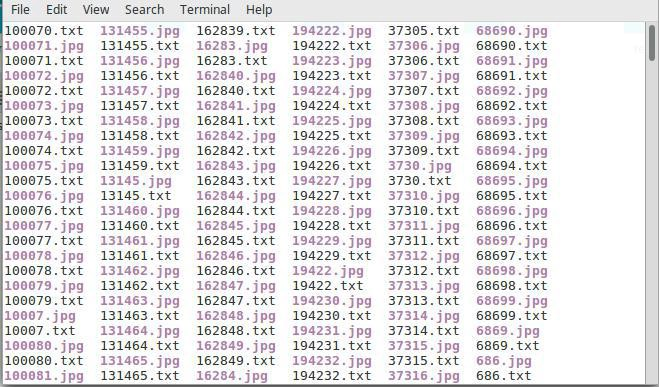 File Edit View Search Terminal Help
100070.txt 131455.jpg 162839.txt 194222.jpg 37305.txt 68690.jpg
100071.jpg 131455.txt 16283.jpg 194222.txt 37306.jpg 68690.txt
100071.txt 131456.jpg 16283.txt 194223.jpg 37306.txt 68691.jpg
100072.jpg 131456.txt 162840.jpg 194223.txt 37307.jpg 68691.txt
100072.txt 131457.jpg 162840.txt 194224.jpg 37307.txt 68692.jpg
100073.jpg 131457.txt 162841.jpg 194224.txt 37308.jpg 68692.txt
100073.txt 131458.jpg 162841.txt 194225.jpg 37308.txt 68693.jpg
100074.jpg 131458.txt 162842.jpg 194225.txt 37309.jpg 68693.txt
100074.txt 131459.jpg 162842.txt 194226.jpg 37309.txt 68694.jpg
100075.jpg 131459.txt 162843.jpg 194226.txt 3730.jpg 68694.txt
100075.txt 13145.jpg 162843.txt 194227.jpg 3730.txt 68695.jpg
100076.jpg 13145.txt 162844.jpg 194227.txt 37310.jpg 68695.txt
100076.txt 131460.jpg 162844.txt 194228.jpg 37310.txt 68696.jpg
100077.jpg 131460.txt 162845.jpg 194228.txt 37311.jpg 68696.txt
100077.txt 131461.jpg 162845.txt 194229.jpg 37311.txt 68697.jpg
100078.jpg 131461.txt 162846.jpg 194229.txt 37312.jpg 68697.txt
100078.txt 131462.jpg 162846.txt 19422.jpg 37312.txt 68698.jpg
100079.jpg 131462.txt 162847.jpg 19422.txt 37313.jpg 68698.txt
100079.txt 131463.jpg 162847.txt 194230.jpg 37313.txt 68699.jpg
10007.jpg 131463.txt 162848.jpg 194230.txt 37314.jpg 68699.txt
10007.txt 131464.jpg 162848.txt 194231.jpg 37314.txt 6869.jpg
100080.jpg 131464.txt 162849.jpg 194231.txt 37315.jpg 6869.txt
100080.txt 131465.jpg 162849.txt 194232.jpg 37315.txt 686.jpg
100081.jpg 131465.txt 16284.jpg 194232.txt 37316.jpg 686.txt